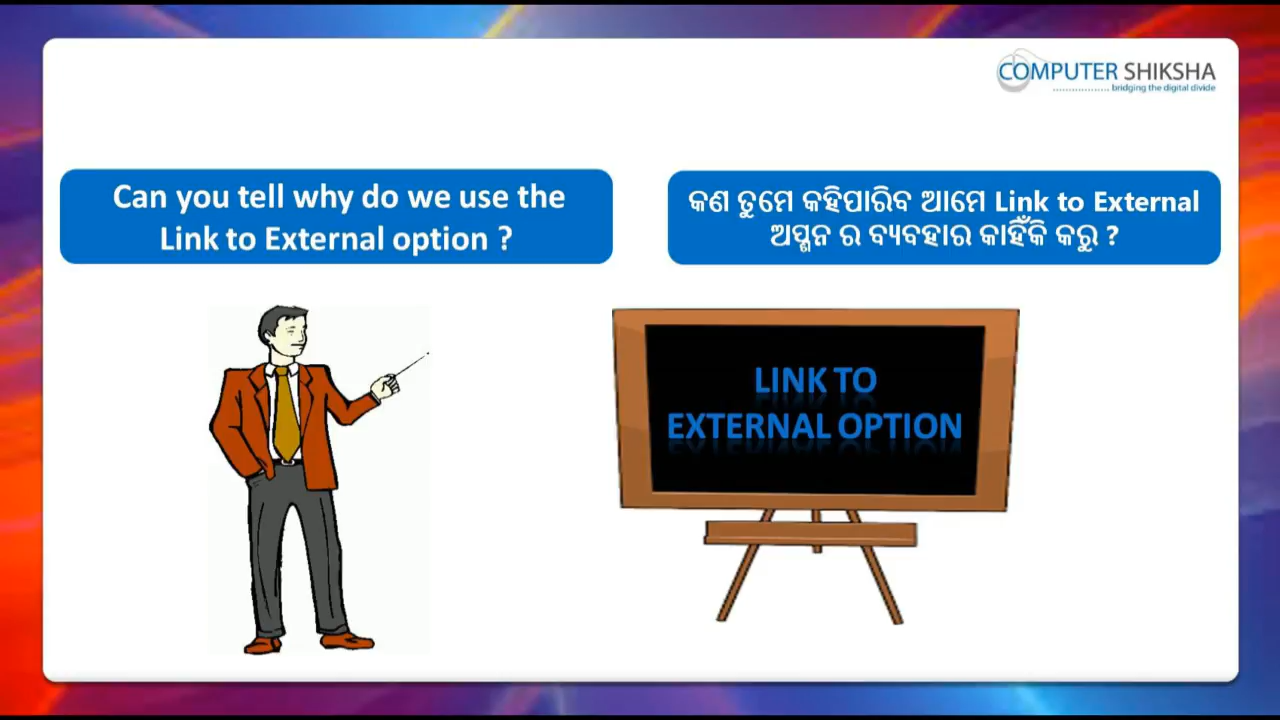 COMPUTER SHIKSHA
bridging the digital divide
Can you tell why do we use the
Link to External option ?
କଣ ତୁମେ କହିପାରିବ ଆମେ Link to External
ଅପ୍ସନ ର ବ୍ୟବହାର କାହିଁକି କରୁ ?
LINK TO
EXTERNAL OPTION